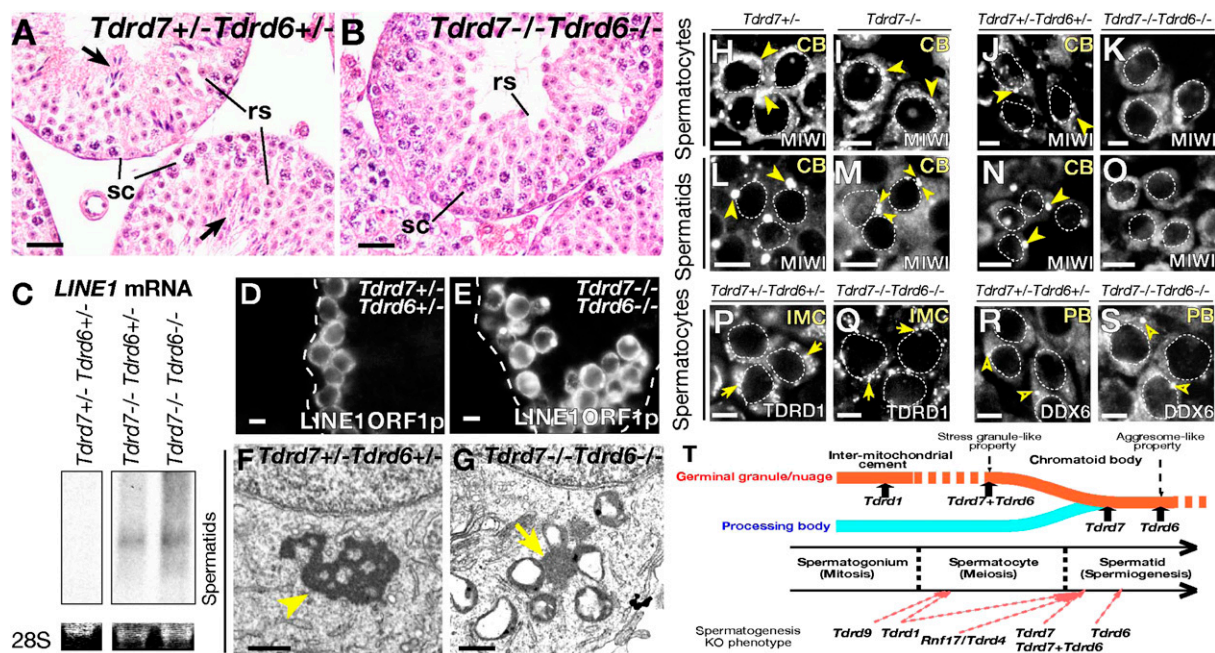 A
Tdrd7+/-Tdrd6+/-
rs
sc
B
Tdrd7-/-Tdrd6-/-
rs
sc
C
LINE1 mRNA
Tdrd7+/- Tdrd6+/-
Tdrd7-/- Tdrd6+/-
Tdrd7-/- Tdrd6-/-
28S
D
Tdrd7+/-
Tdrd6+/-
LINE1ORF1p
E
Tdrd7-/-
Tdrd6-/-
LINE1ORF1p
Spermatids
F
Tdrd7+/-Tdrd6+/-
G
Tdrd7-/-Tdrd6-/-
Tdrd7+/-
Tdrd7-/-
Tdrd7+/-Tdrd6+/-
Tdrd7-/-Tdrd6-/-
Spermatocytes
H
CB
MIWI
I
CB
MIWI
J
CB
MIWI
K
MIWI
Spermatids
L
CB
MIWI
M
CB
MIWI
N
CB
MIWI
O
MIWI
Tdrd7+/-Tdrd6+/-
Tdrd7-/-Tdrd6-/-
Tdrd7+/-Tdrd6+/-
Tdrd7-/-Tdrd6-/-
Spermatocytes
P
IMC
TDRD1
Q
IMC
TDRD1
R
PB
DDX6
S
PB
DDX6
T
Stress granule-like
property
Aggresome-like
property
Inter-mitochondrial
cement
Chromatoid body
Germinal granule/nuage
Tdrd1
Tdrd7+Tdrd6
Processing body
Tdrd7
Tdrd6
Spermatogonium
(Mitosis)
Spermatocyte
(Meiosis)
Spermatid
(Spermiogenesis)
Spermatogenesis
KO phenotype
Tdrd9
Tdrd1
Rnf17/Tdrd4
Tdrd7
Tdrd7+Tdrd6
Tdrd6